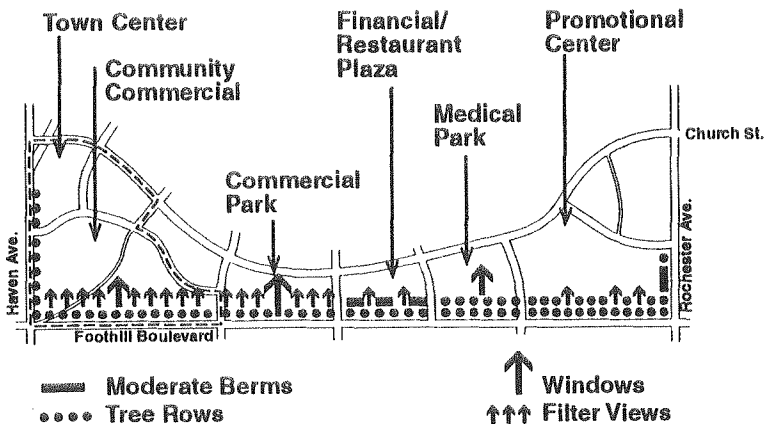 Town Center
Community
Commercial
Commercial
Park
Financial/
Restaurant
Plaza
Medical
Park
Promotional
Center
Church St.
Haven Ave.
Rochester Ave.
Foothill Boulevard
Moderate Berms
Tree Rows
Windows
Filter Views